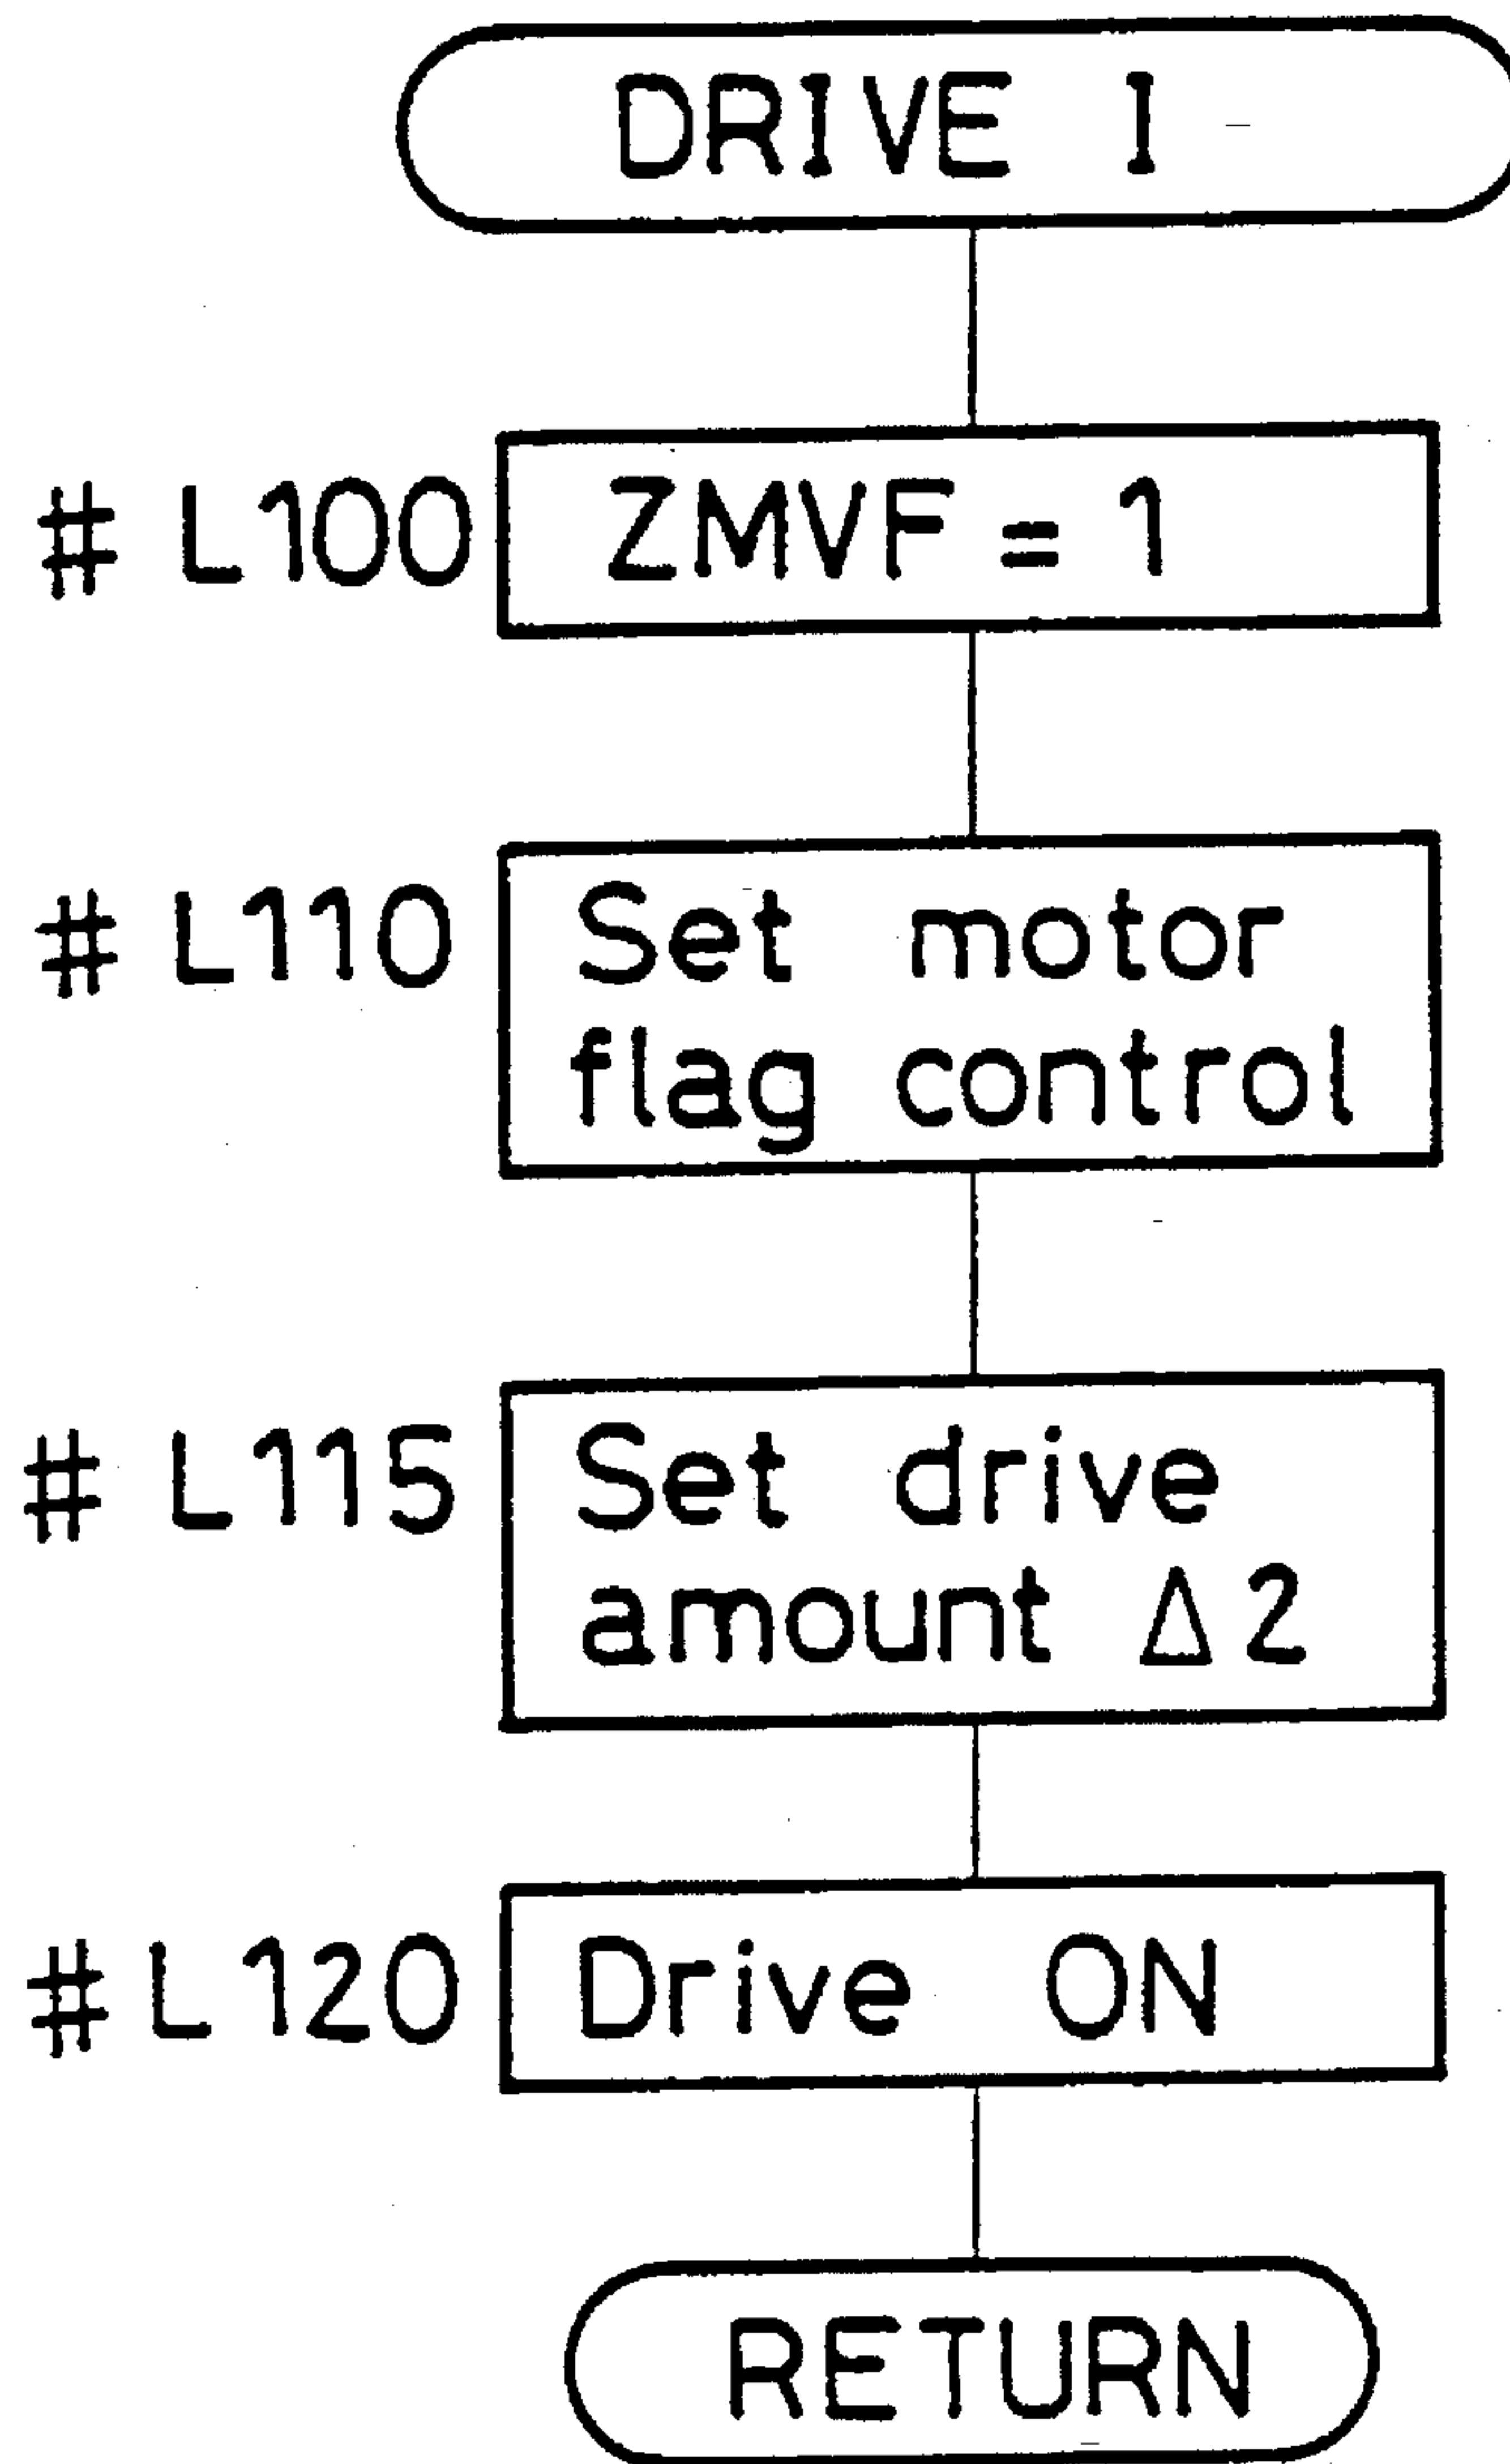 DRIVE I
# L100 ZMVF = 1
# L110 Set motor
flag control
# L115 Set drive
amount Δ2
# L120 Drive ON
RETURN